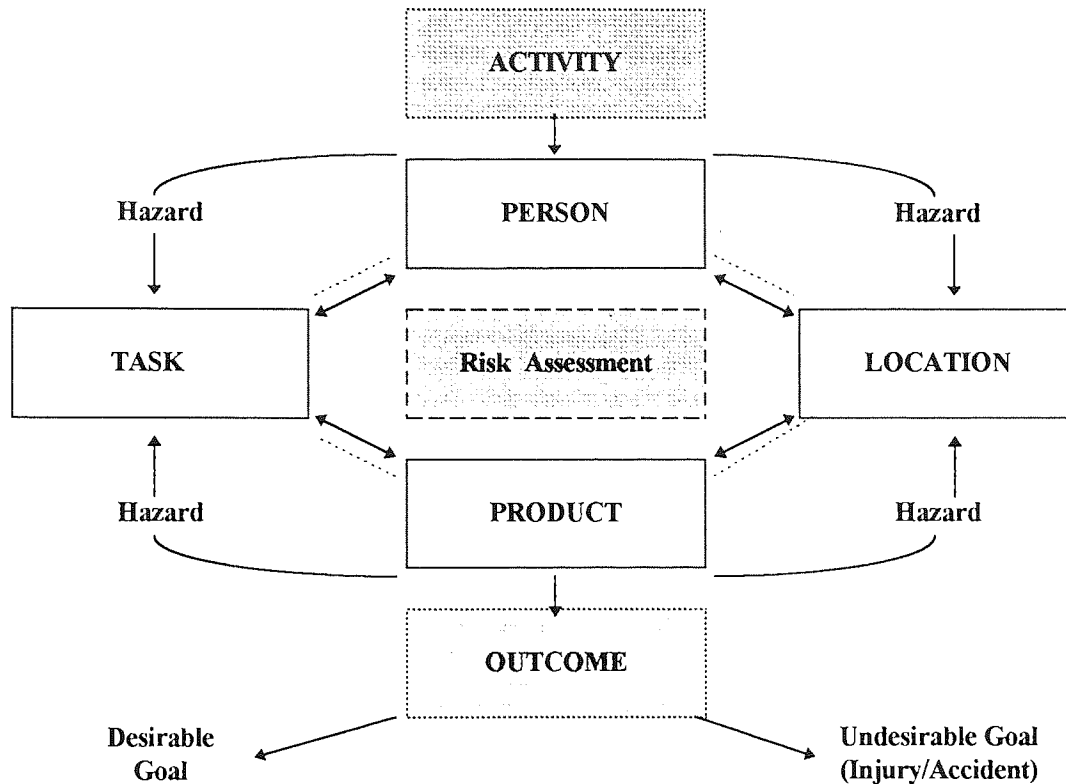 ACTIVITY
PERSON
Hazard
Hazard
TASK
Risk Assessment
LOCATION
Hazard
PRODUCT
Hazard
OUTCOME
Desirable
Goal
Undesirable Goal
(Injury/Accident)